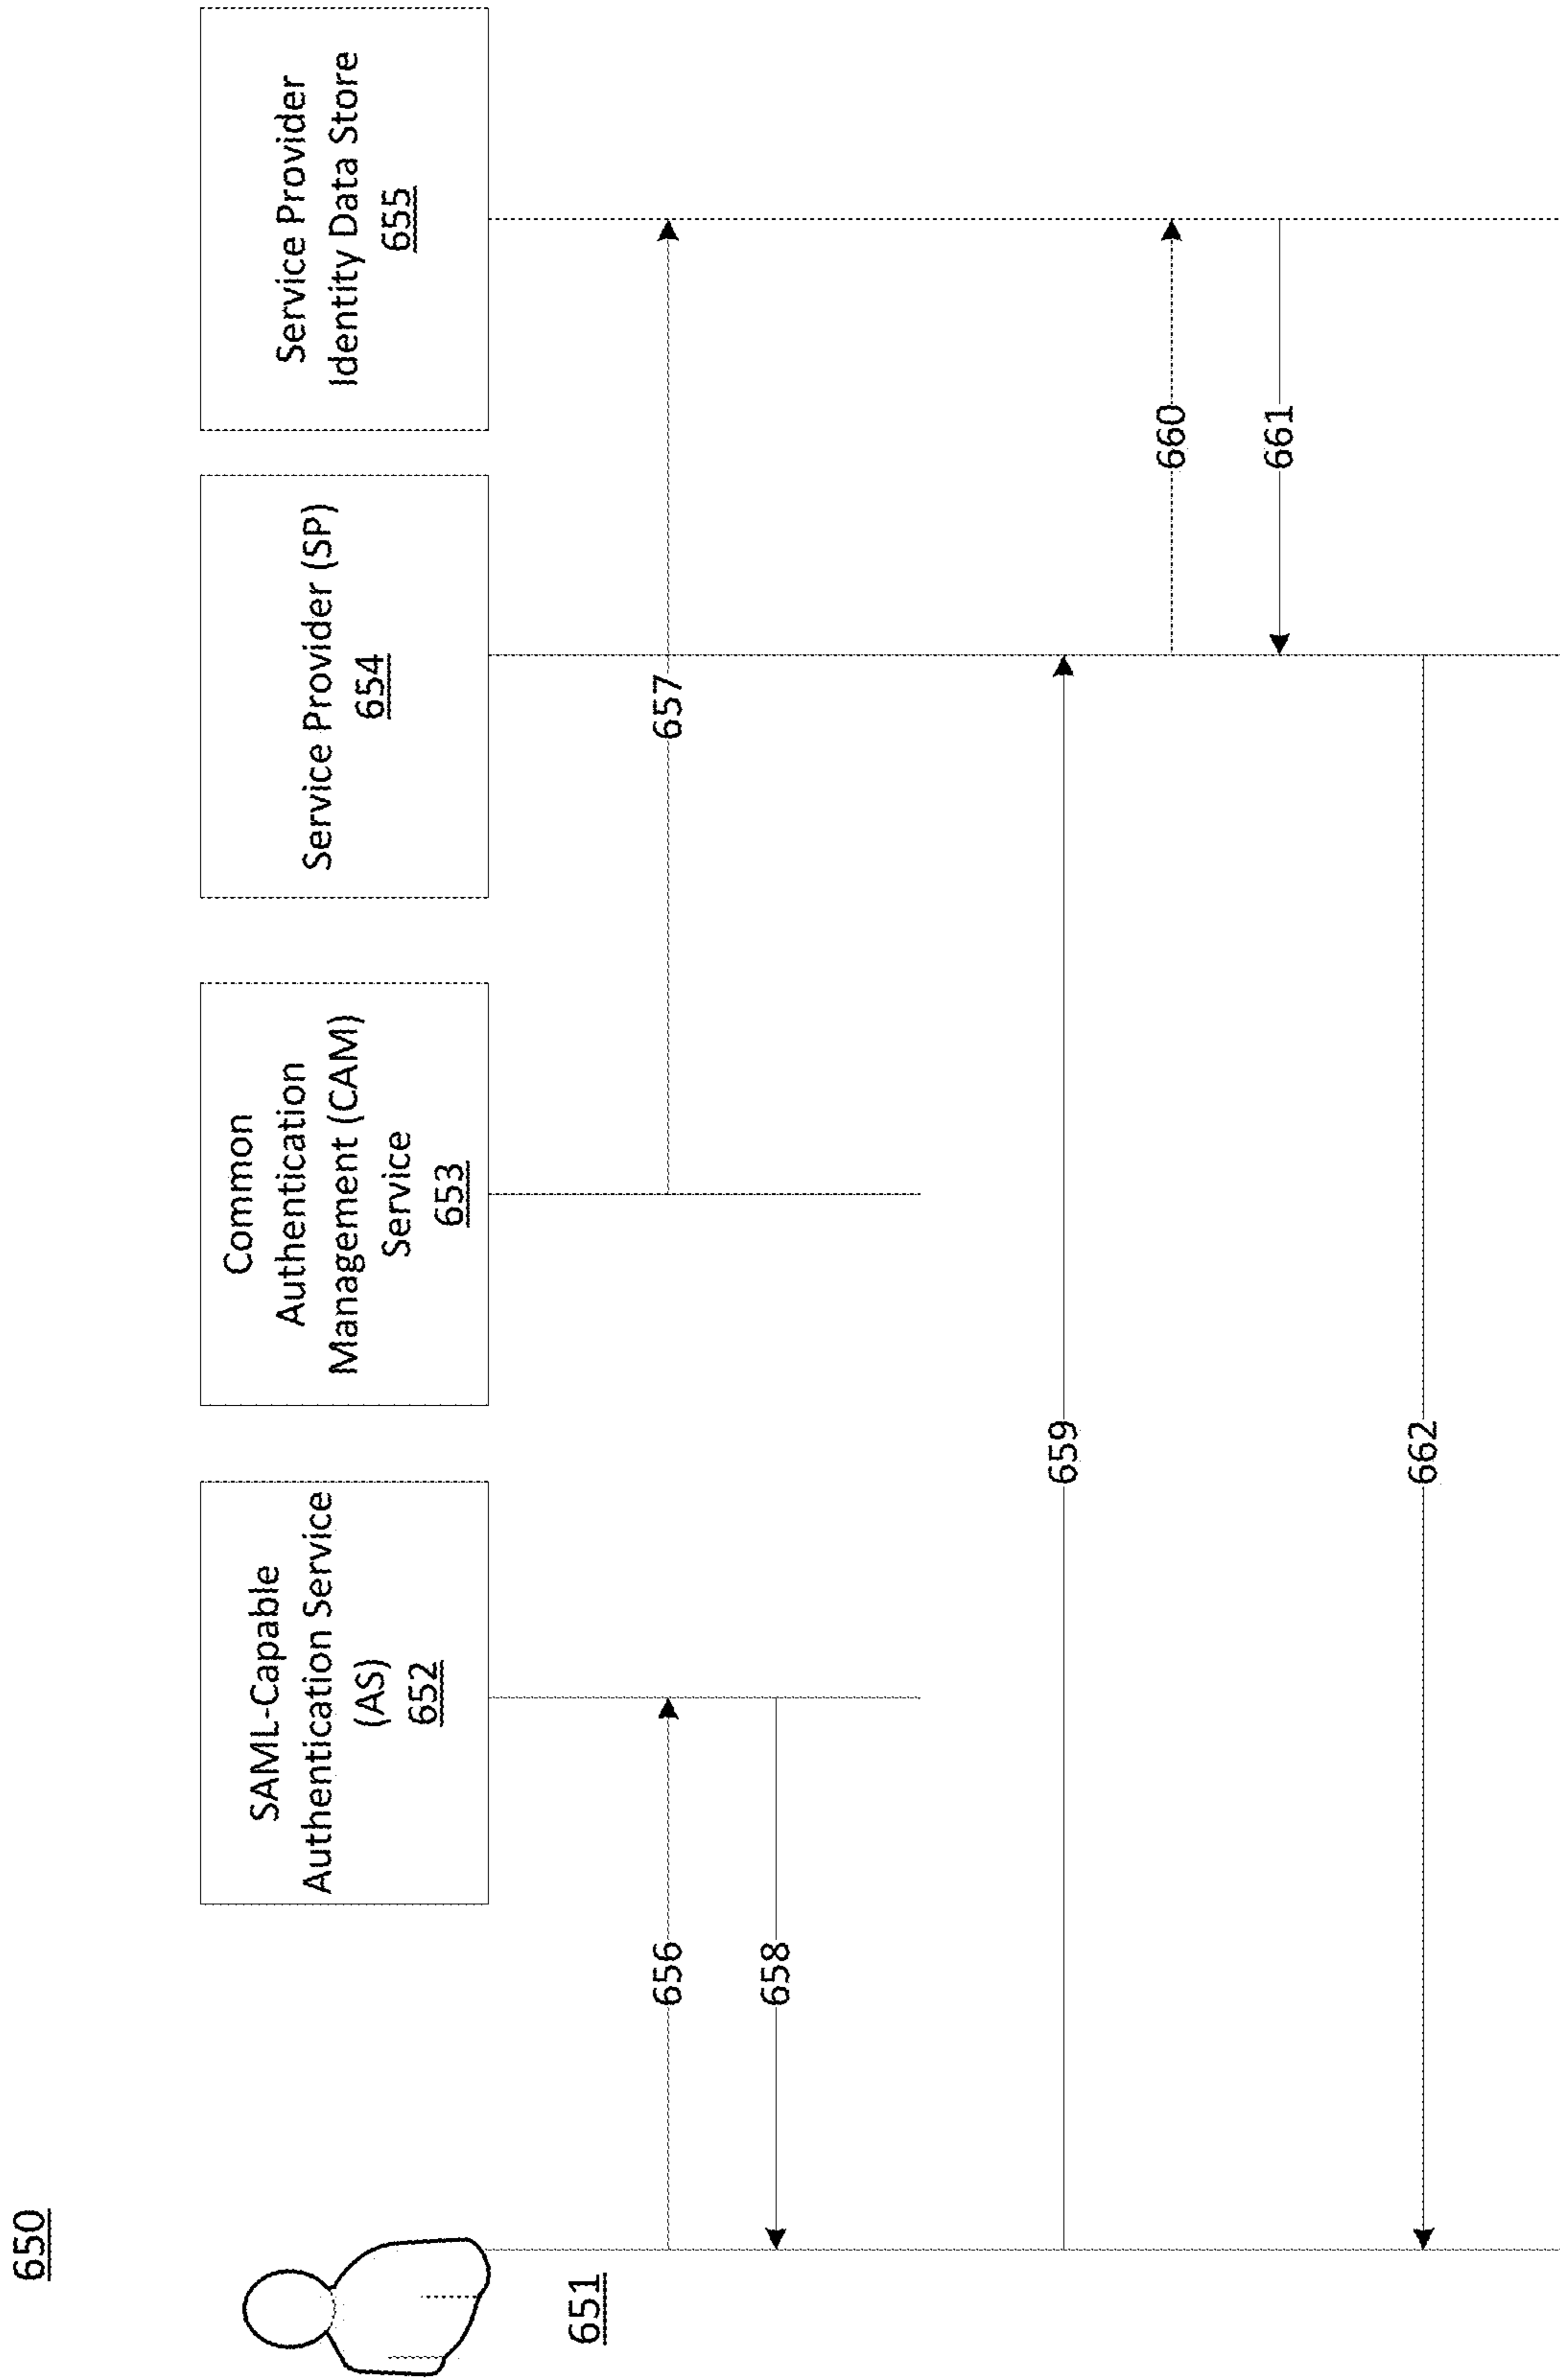 650
651
SAML-Capable
Authentication Service
(AS)
652
Common
Authentication
Management (CAM)
Service
653
Service Provider (SP)
654
Service Provider
Identity Data Store
655
656
657
658
659
660
661
662